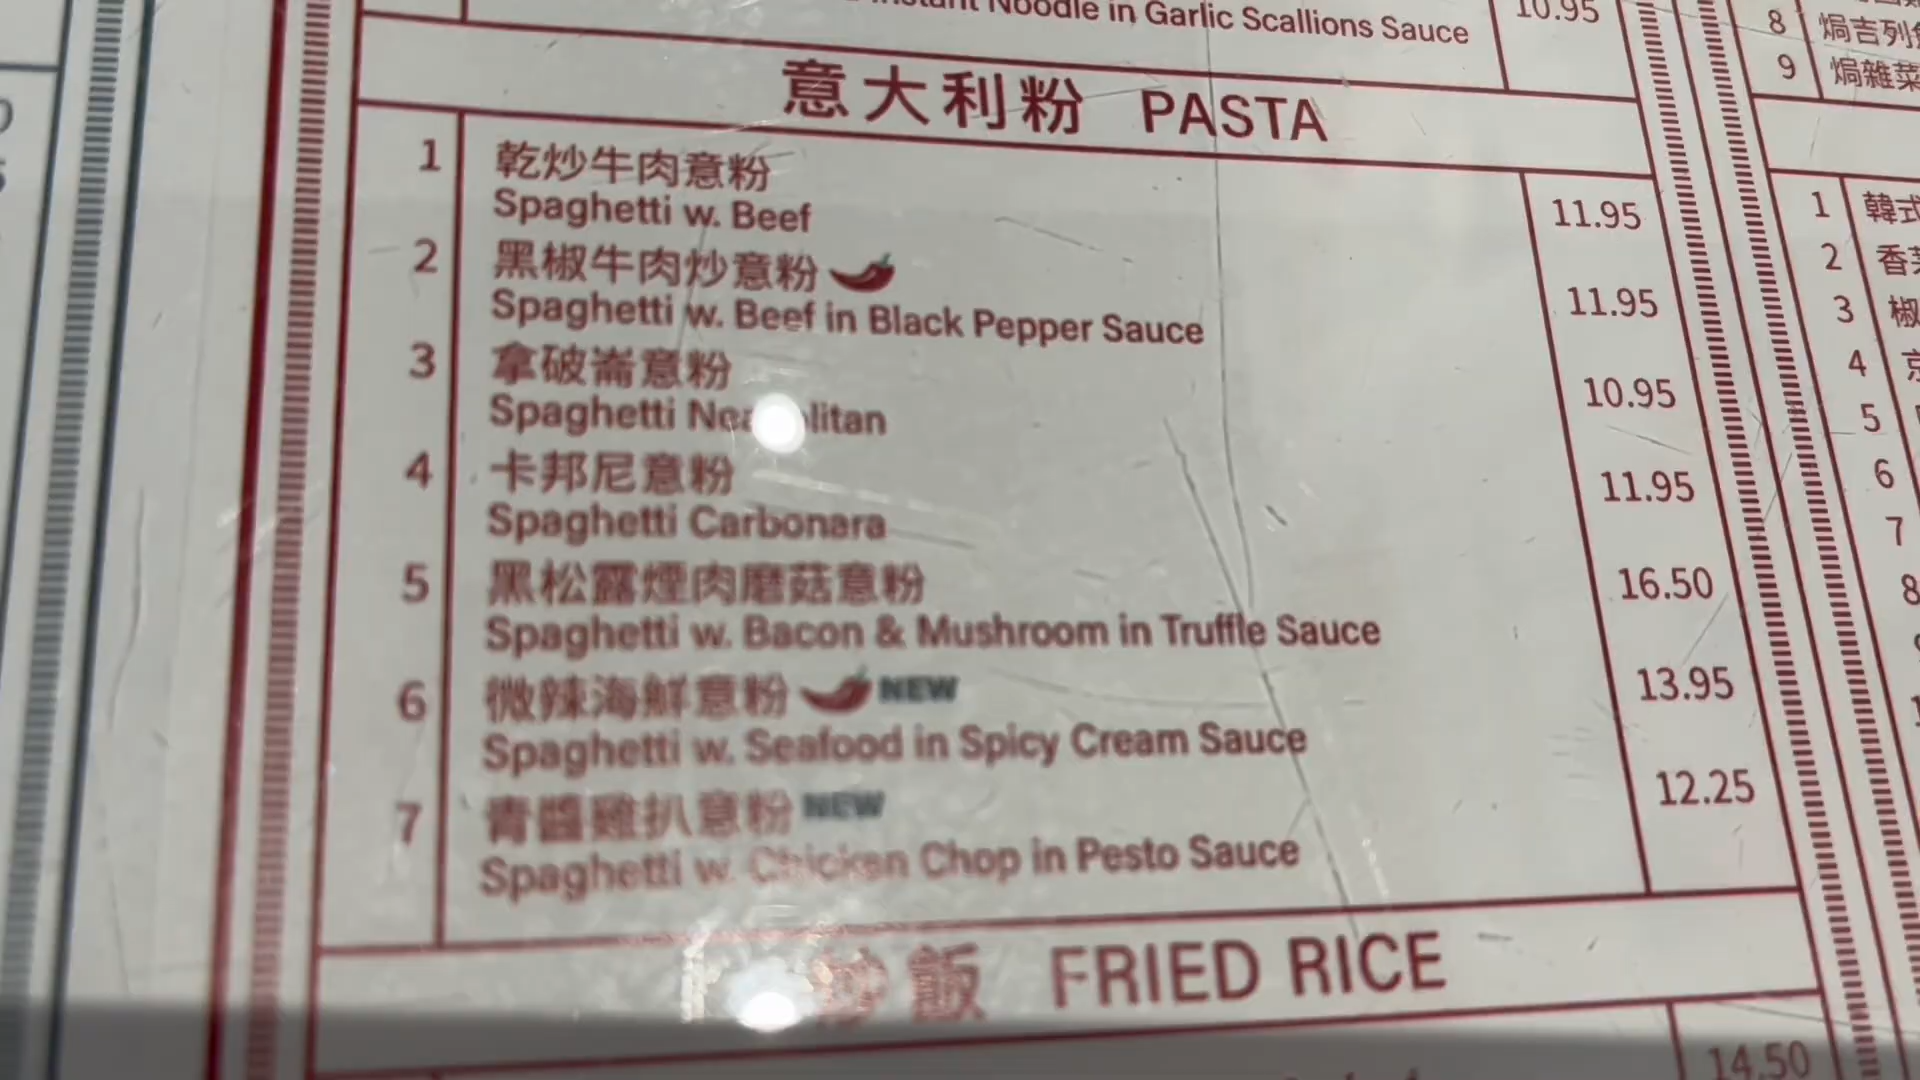 Noodle in Garlic Scallions Sauce 10.95
意大利粉 PASTA
1 乾炒牛肉意粉
Spaghetti w. Beef 11.95
2 黑椒牛肉炒意粉
Spaghetti w. Beef in Black Pepper Sauce 11.95
3 拿破崙意粉
Spaghetti 10.95
4 卡邦尼意粉
Spaghetti Carbonara 11.95
5 黑松露煙肉磨菇意粉
Spaghetti w. Bacon & Mushroom in Truffle Sauce 16.50
6 微辣海鮮意粉 NEW
Spaghetti w. Seafood in Spicy Cream Sauce 13.95
7 青醬雞扒意粉 NEW
Spaghetti w. Chicken Chop in Pesto Sauce 12.25
炒飯 FRIED RICE
14.50
8 焗吉列
9 焗雜菜
1 韓式
2 香
3 椒
4
5
6
7
8